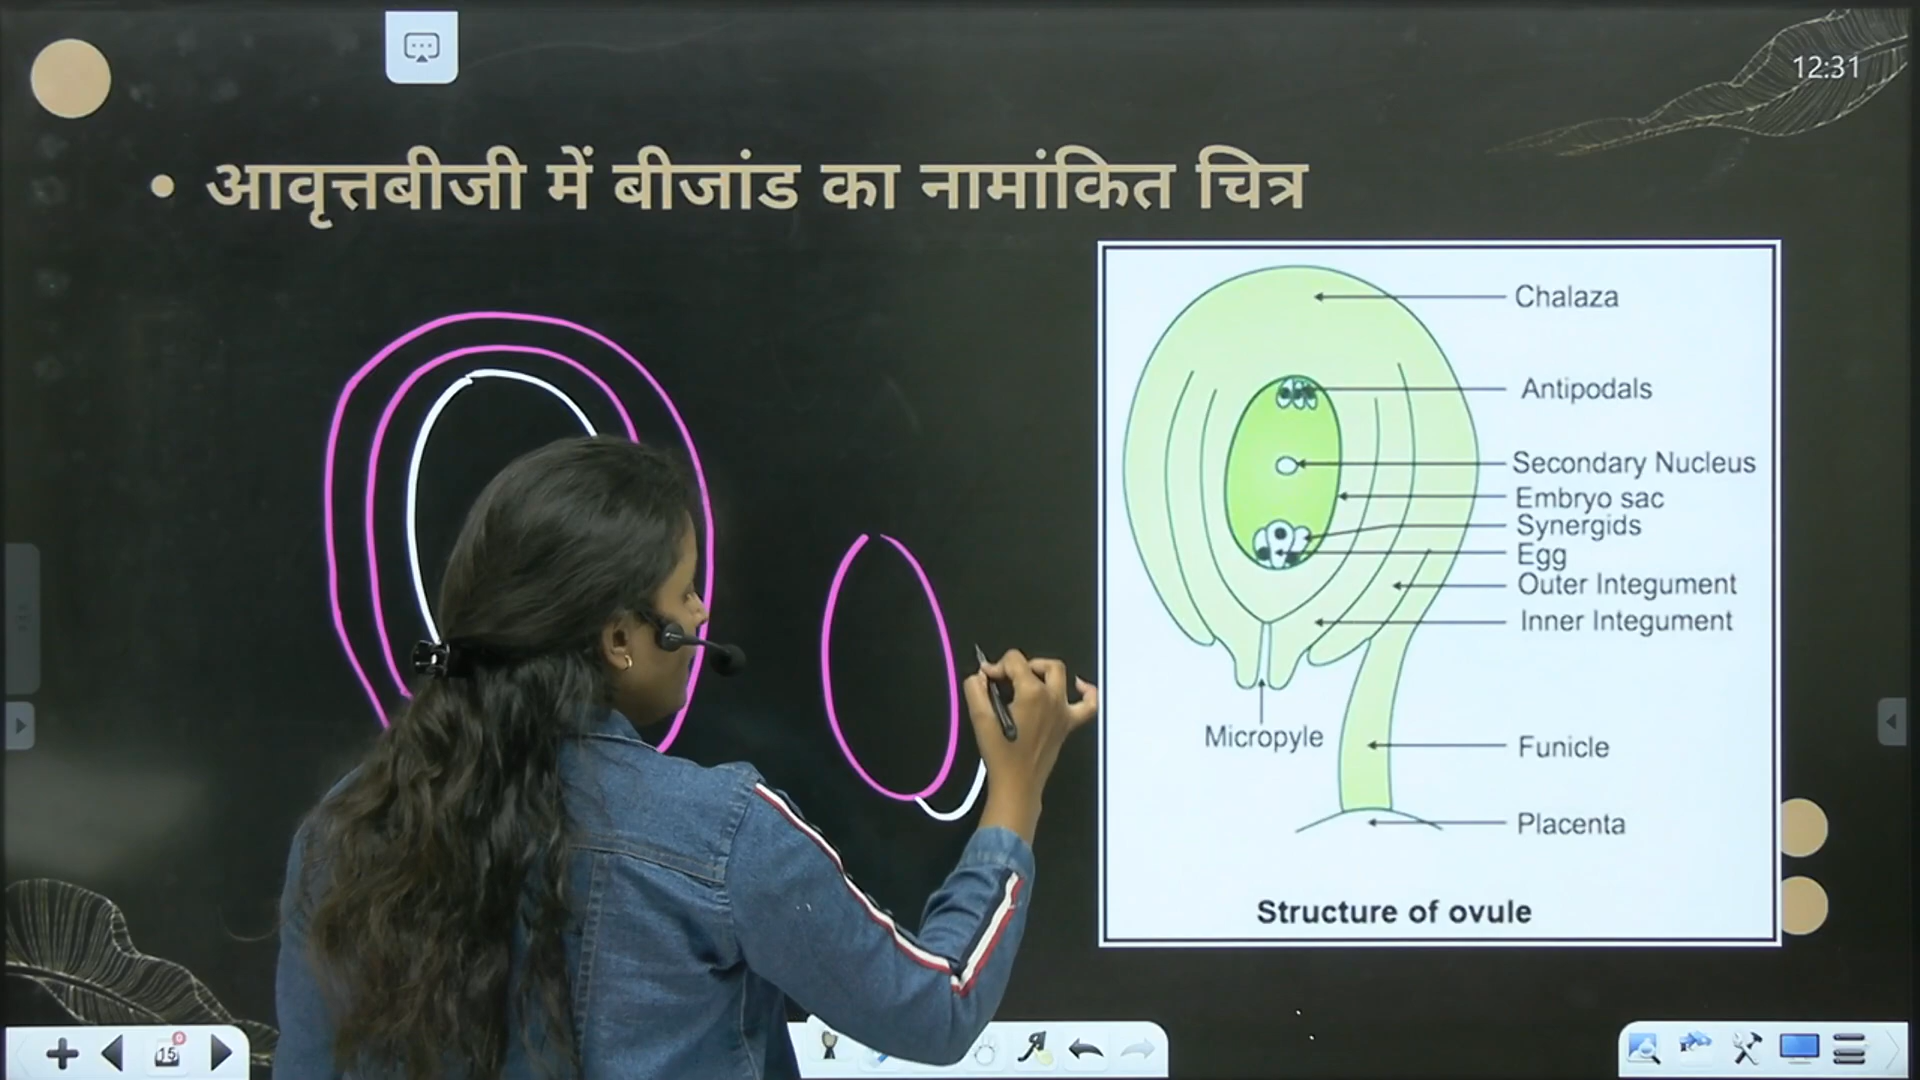 12:31
• आवृत्तबीजी में बीजांड का नामांकित चित्र
Chalaza
Antipodals
Secondary Nucleus
Embryo sac
Synergids
Egg
Outer Integument
Inner Integument
Micropyle
Funicle
Placenta
Structure of ovule
15
0